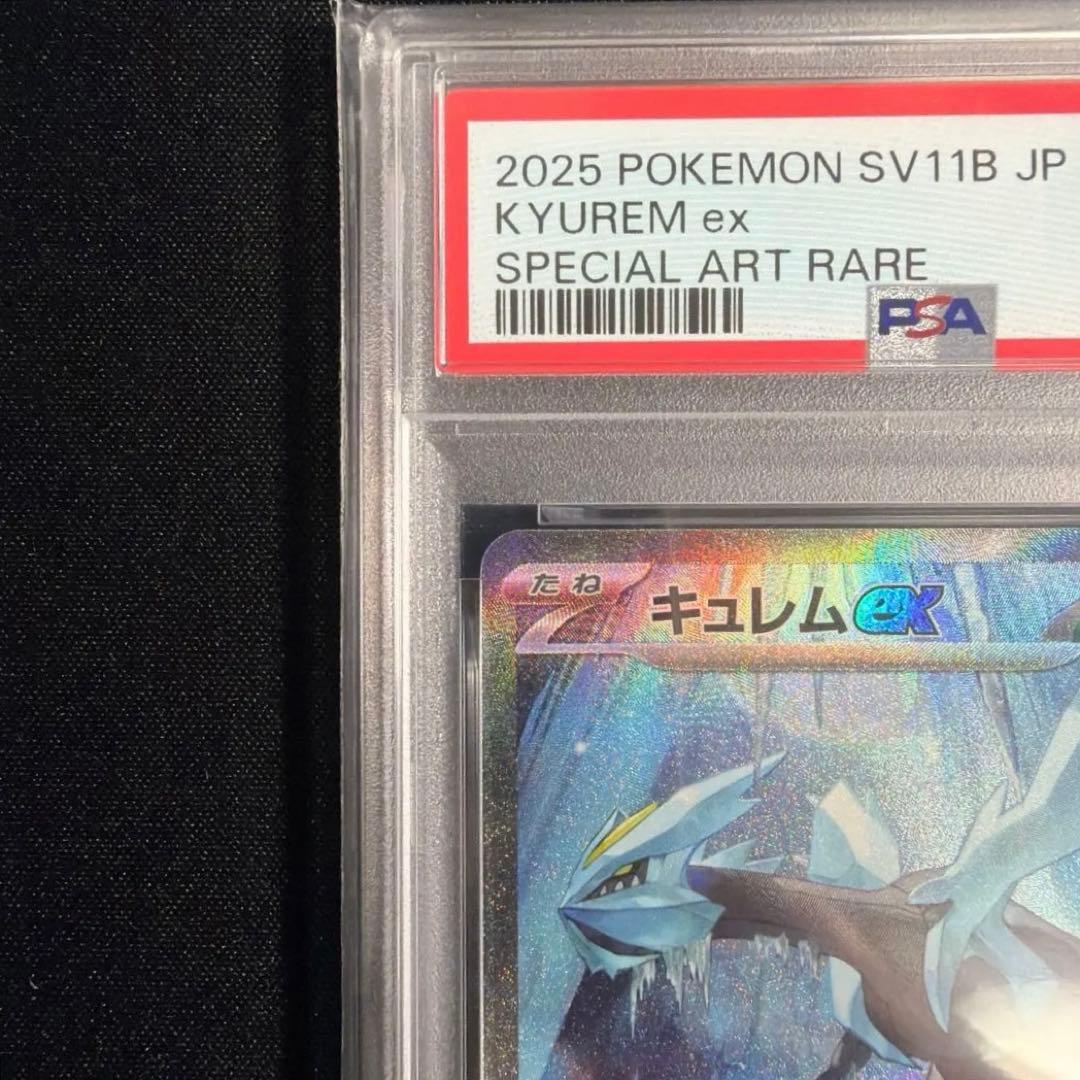 2025 POKEMON SV11B JP
KYUREM ex
SPECIAL ART RARE
PSA
たね
キュレムex